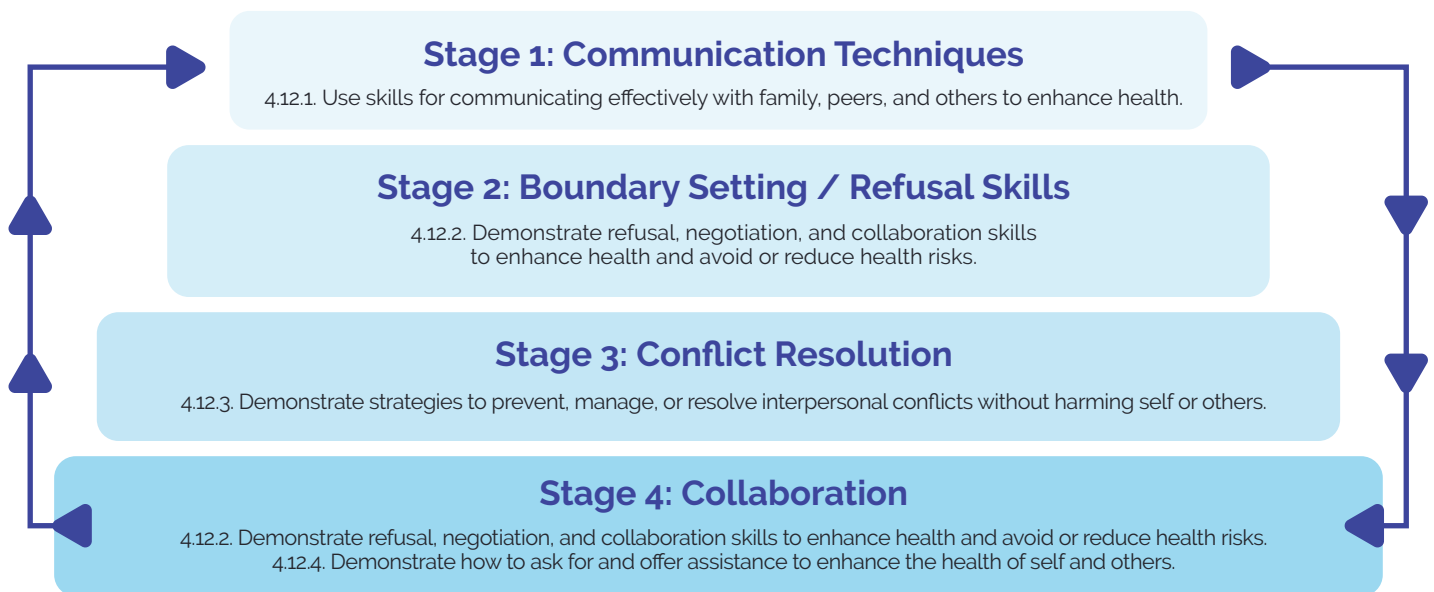 Stage 1: Communication Techniques
4.12.1. Use skills for communicating effectively with family, peers, and others to enhance health.
Stage 2: Boundary Setting / Refusal Skills
4.12.2. Demonstrate refusal, negotiation, and collaboration skills
to enhance health and avoid or reduce health risks.
Stage 3: Conflict Resolution
4.12.3. Demonstrate strategies to prevent, manage, or resolve interpersonal conflicts without harming self or others.
Stage 4: Collaboration
4.12.2. Demonstrate refusal, negotiation, and collaboration skills to enhance health and avoid or reduce health risks.
4.12.4. Demonstrate how to ask for and offer assistance to enhance the health of self and others.